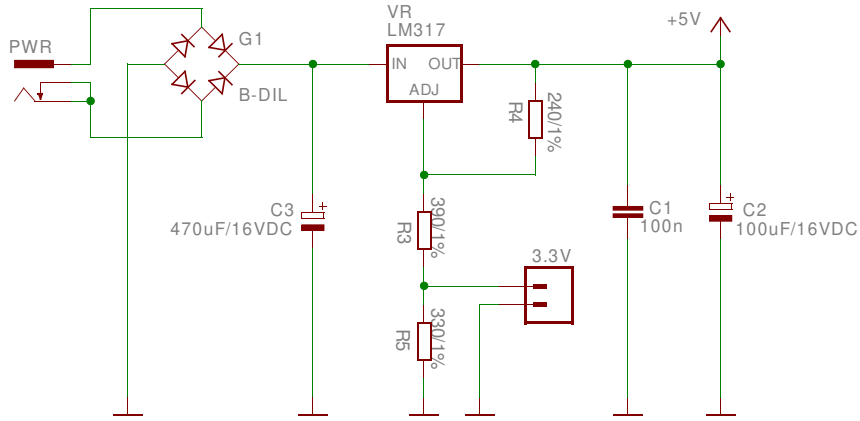 PWR
G1
B-DIL
VR
LM317
IN
OUT
ADJ
+5V
R4
240/1%
C3
+
470uF/16VDC
R3
390/1%
3.3V
R5
330/1%
C1
100n
+
C2
100uF/16VDC